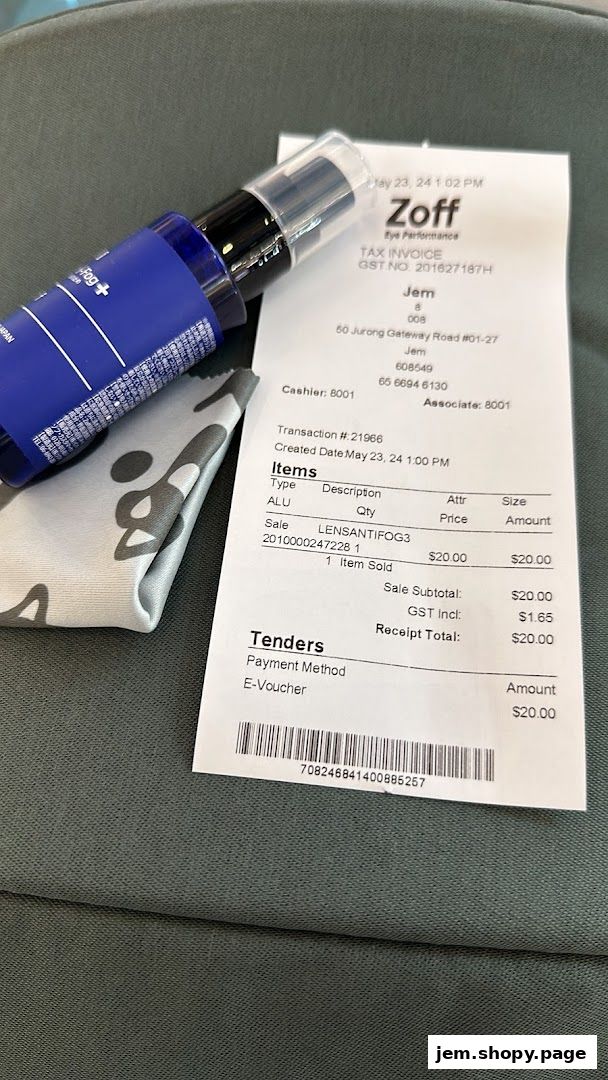 -Fog+
JAPAN
May 23, 24 1:02 PM
Zoff
Eye Performance
TAX INVOICE
GST.NO. 201627187H
Jem
8
008
50 Jurong Gateway Road #01-27
Jem
608549
65 6694 6130
Cashier: 8001 Associate: 8001
Transaction #: 21966
Created Date:May 23, 24 1:00 PM
Items
Type Description Attr Size
ALU Qty Price Amount
Sale LENSANTIFOG3
2010000247228 1 $20.00 $20.00
1 Item Sold
Sale Subtotal: $20.00
GST Incl: $1.65
Receipt Total: $20.00
Tenders
Payment Method Amount
E-Voucher $20.00
708246841400885257
jem.shopy.page